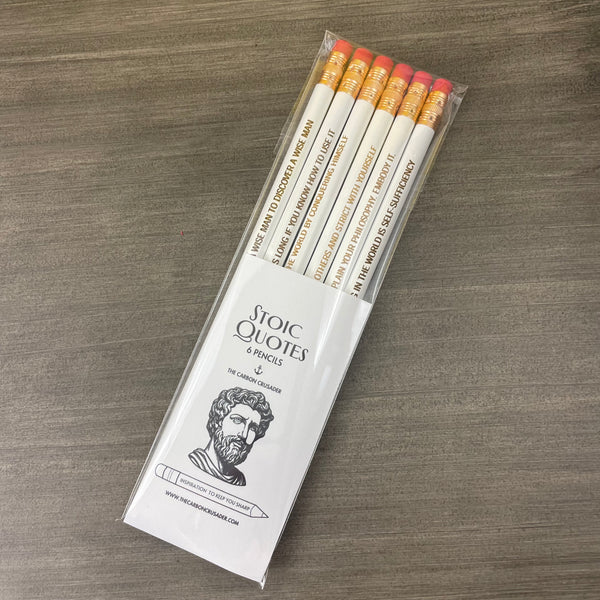 WISE MAN TO DISCOVER A WISE MAN
S LONG IF YOU KNOW HOW TO USE IT
THE WORLD BY CONQUERING HIMSELF
OTHERS AND STRICT WITH YOURSELF
PLAIN YOUR PHILOSOPHY. EMBODY IT.
IN THE WORLD IS SELF-SUFFICIENCY
STOIC
QUOTES
6 PENCILS
THE CARBON CRUSADER
INSPIRATION TO KEEP YOU SHARP
WWW.THECARBONCRUSADER.COM